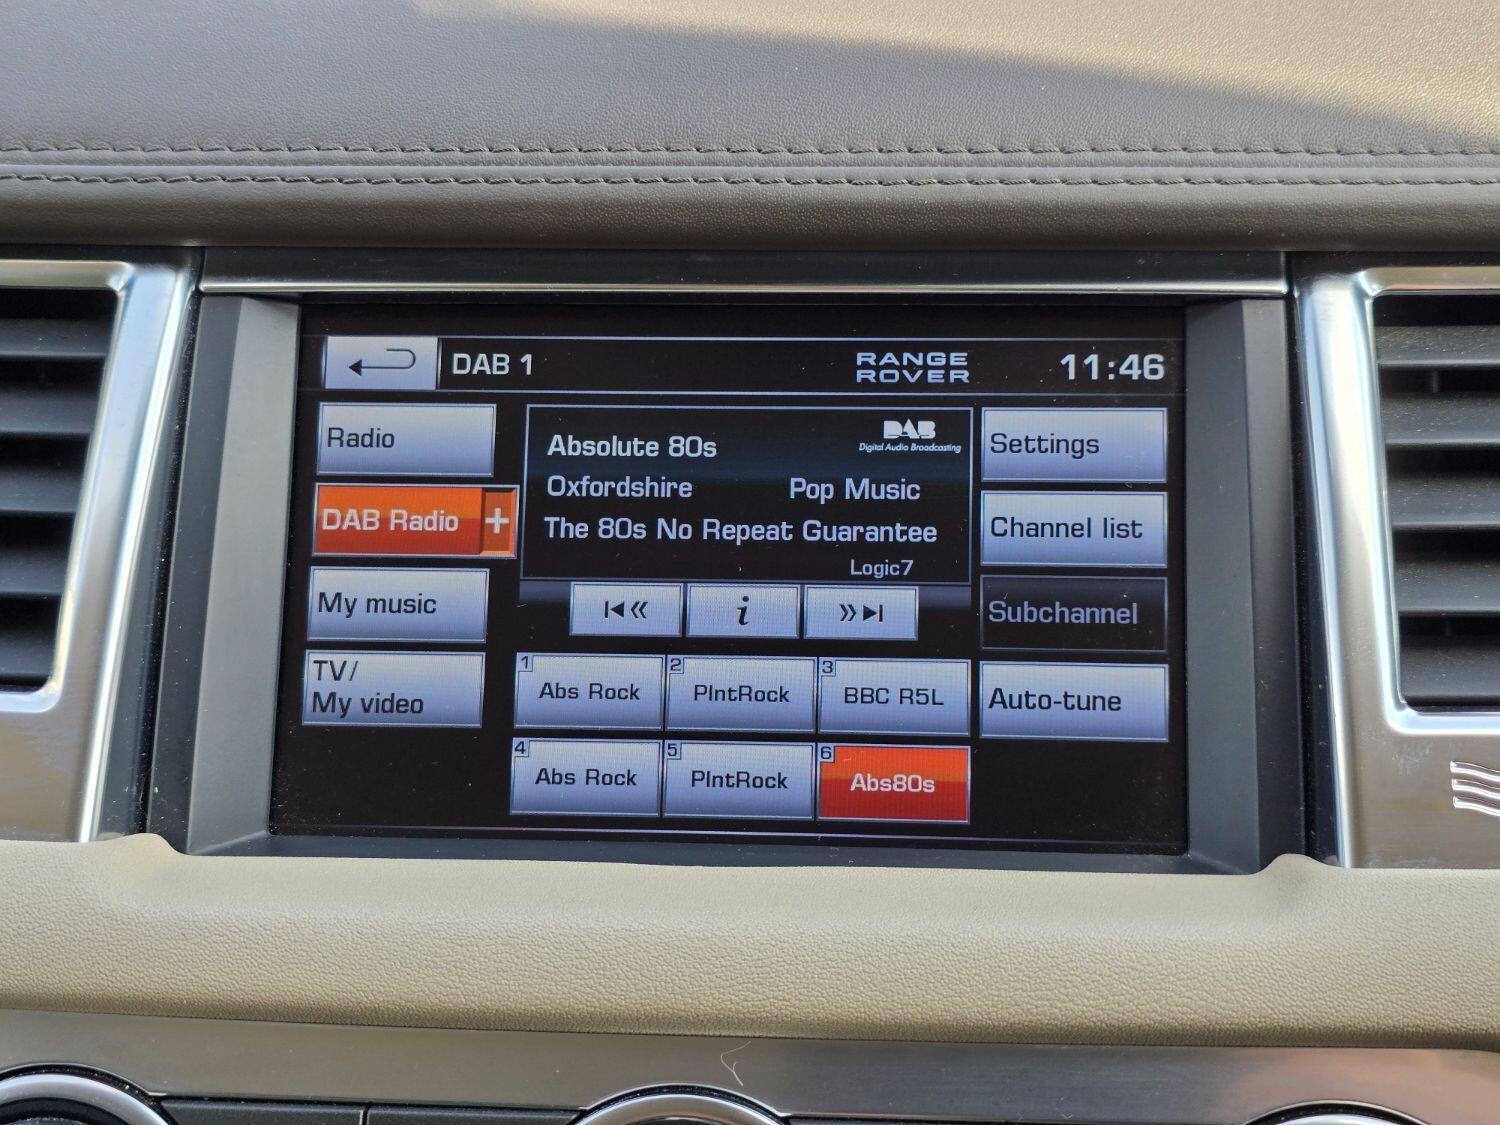 DAB 1
RANGE
ROVER
11:46
Radio
DAB Radio +
My music
TV/
My video
Absolute 80s
DAB
Digital Audio Broadcasting
Oxfordshire
Pop Music
The 80s No Repeat Guarantee
Logic7
i
1
Abs Rock
2
PlntRock
3
BBC R5L
4
Abs Rock
5
PlntRock
6
Abs80s
Settings
Channel list
Subchannel
Auto-tune